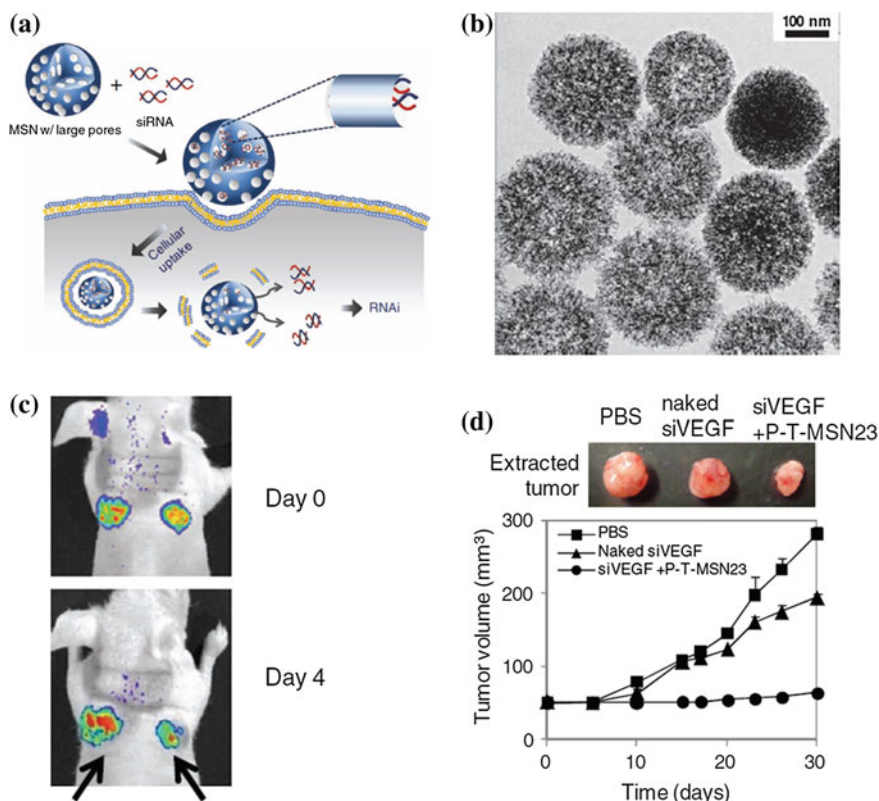 (a)
MSN w/ large pores
+
siRNA
Cellular
uptake
RNAi
(b)
100 nm
(c)
Day 0
Day 4
(d)
PBS
naked
siVEGF
siVEGF
+P-T-MSN23
Extracted
tumor
300
200
100
0
Tumor volume (mm³)
PBS
Naked siVEGF
siVEGF +P-T-MSN23
0
10
20
30
Time (days)